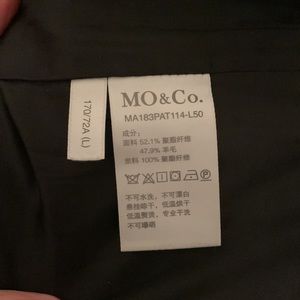 170/72A (L)
MO&Co.
MA183PAT114-L50
成分:
面料 52.1% 聚酯纤维
47.9% 羊毛
里料 100% 聚酯纤维
不可水洗,不可漂白
悬挂晾干,低温烘干
低温熨烫,专业干洗
不可曝晒